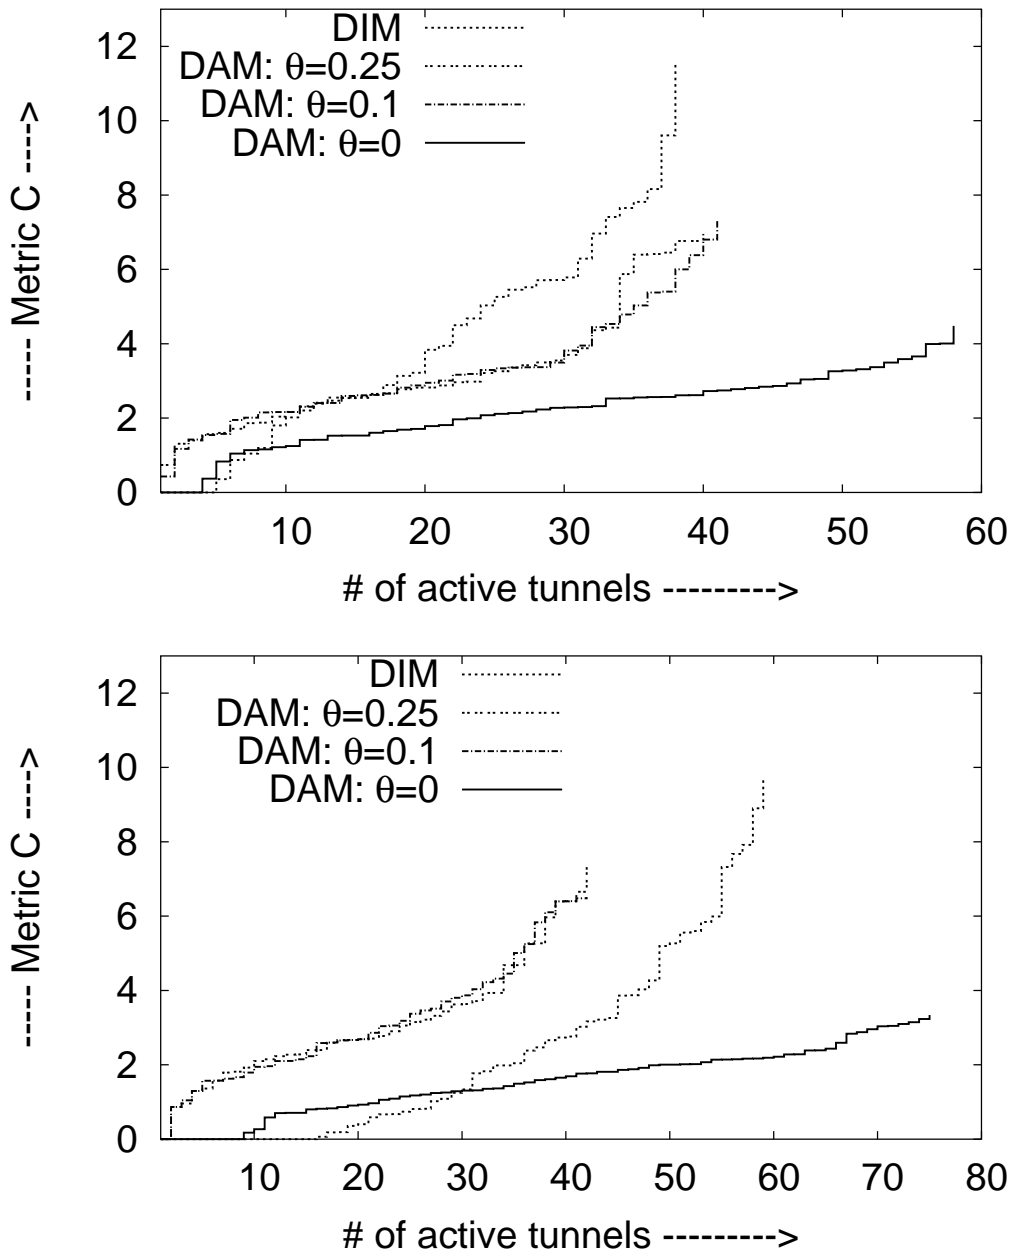 12
10
8
6
4
2
0
----- Metric C ---->
DIM
DAM: θ=0.25
DAM: θ=0.1
DAM: θ=0
10 20 30 40 50 60
# of active tunnels --------->
12
10
8
6
4
2
0
----- Metric C ---->
DIM
DAM: θ=0.25
DAM: θ=0.1
DAM: θ=0
10 20 30 40 50 60 70 80
# of active tunnels --------->